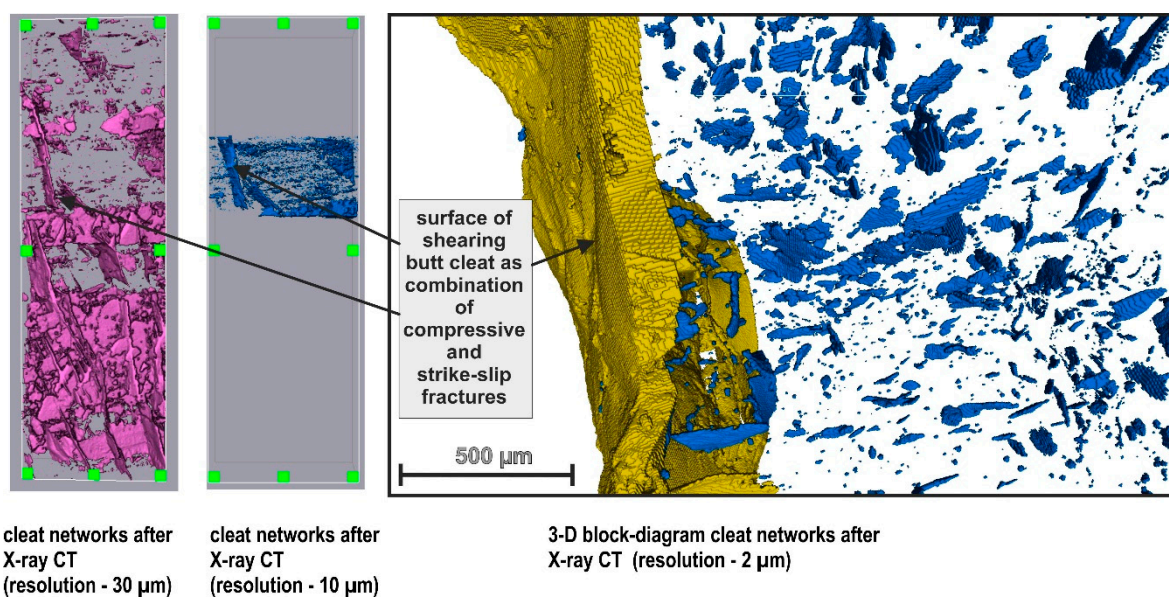 surface of
shearing
butt cleat as
combination
of
compressive
and
strike-slip
fractures
500 µm
cleat networks after
X-ray CT
(resolution - 30 µm)
cleat networks after
X-ray CT
(resolution - 10 µm)
3-D block-diagram cleat networks after
X-ray CT (resolution - 2 µm)